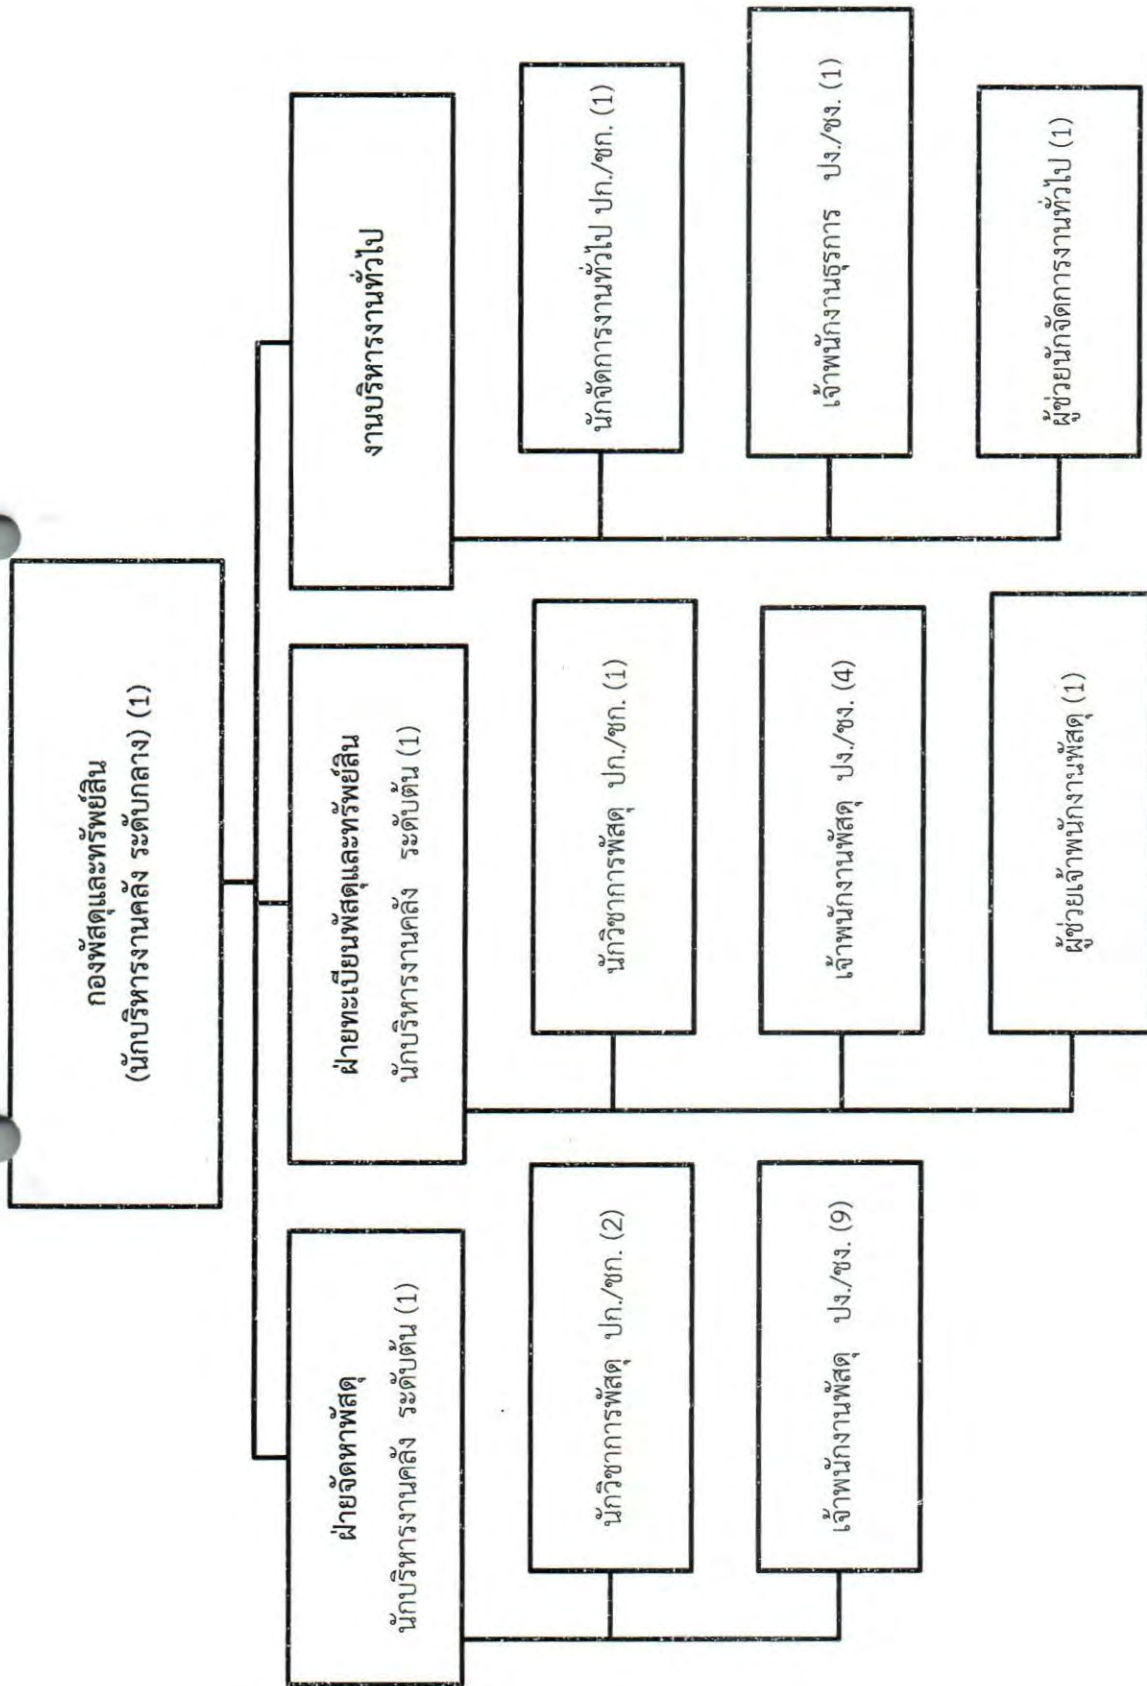 กองพัสดุและทรัพย์สิน
(นักบริหารงานคลัง ระดับกลาง) (1)
ฝ่ายจัดหาพัสดุ
นักบริหารงานคลัง ระดับต้น (1)
นักวิชาการพัสดุ ปก./ชก. (2)
เจ้าพนักงานพัสดุ ปง./ชง. (9)
ฝ่ายทะเบียนพัสดุและทรัพย์สิน
นักบริหารงานคลัง ระดับต้น (1)
นักวิชาการพัสดุ ปก./ชก. (1)
เจ้าพนักงานพัสดุ ปง./ชง. (4)
ผู้ช่วยเจ้าพนักงานพัสดุ (1)
งานบริหารงานทั่วไป
นักจัดการงานทั่วไป ปก./ชก. (1)
เจ้าพนักงานธุรการ ปง./ชง. (1)
ผู้ช่วยนักจัดการงานทั่วไป (1)